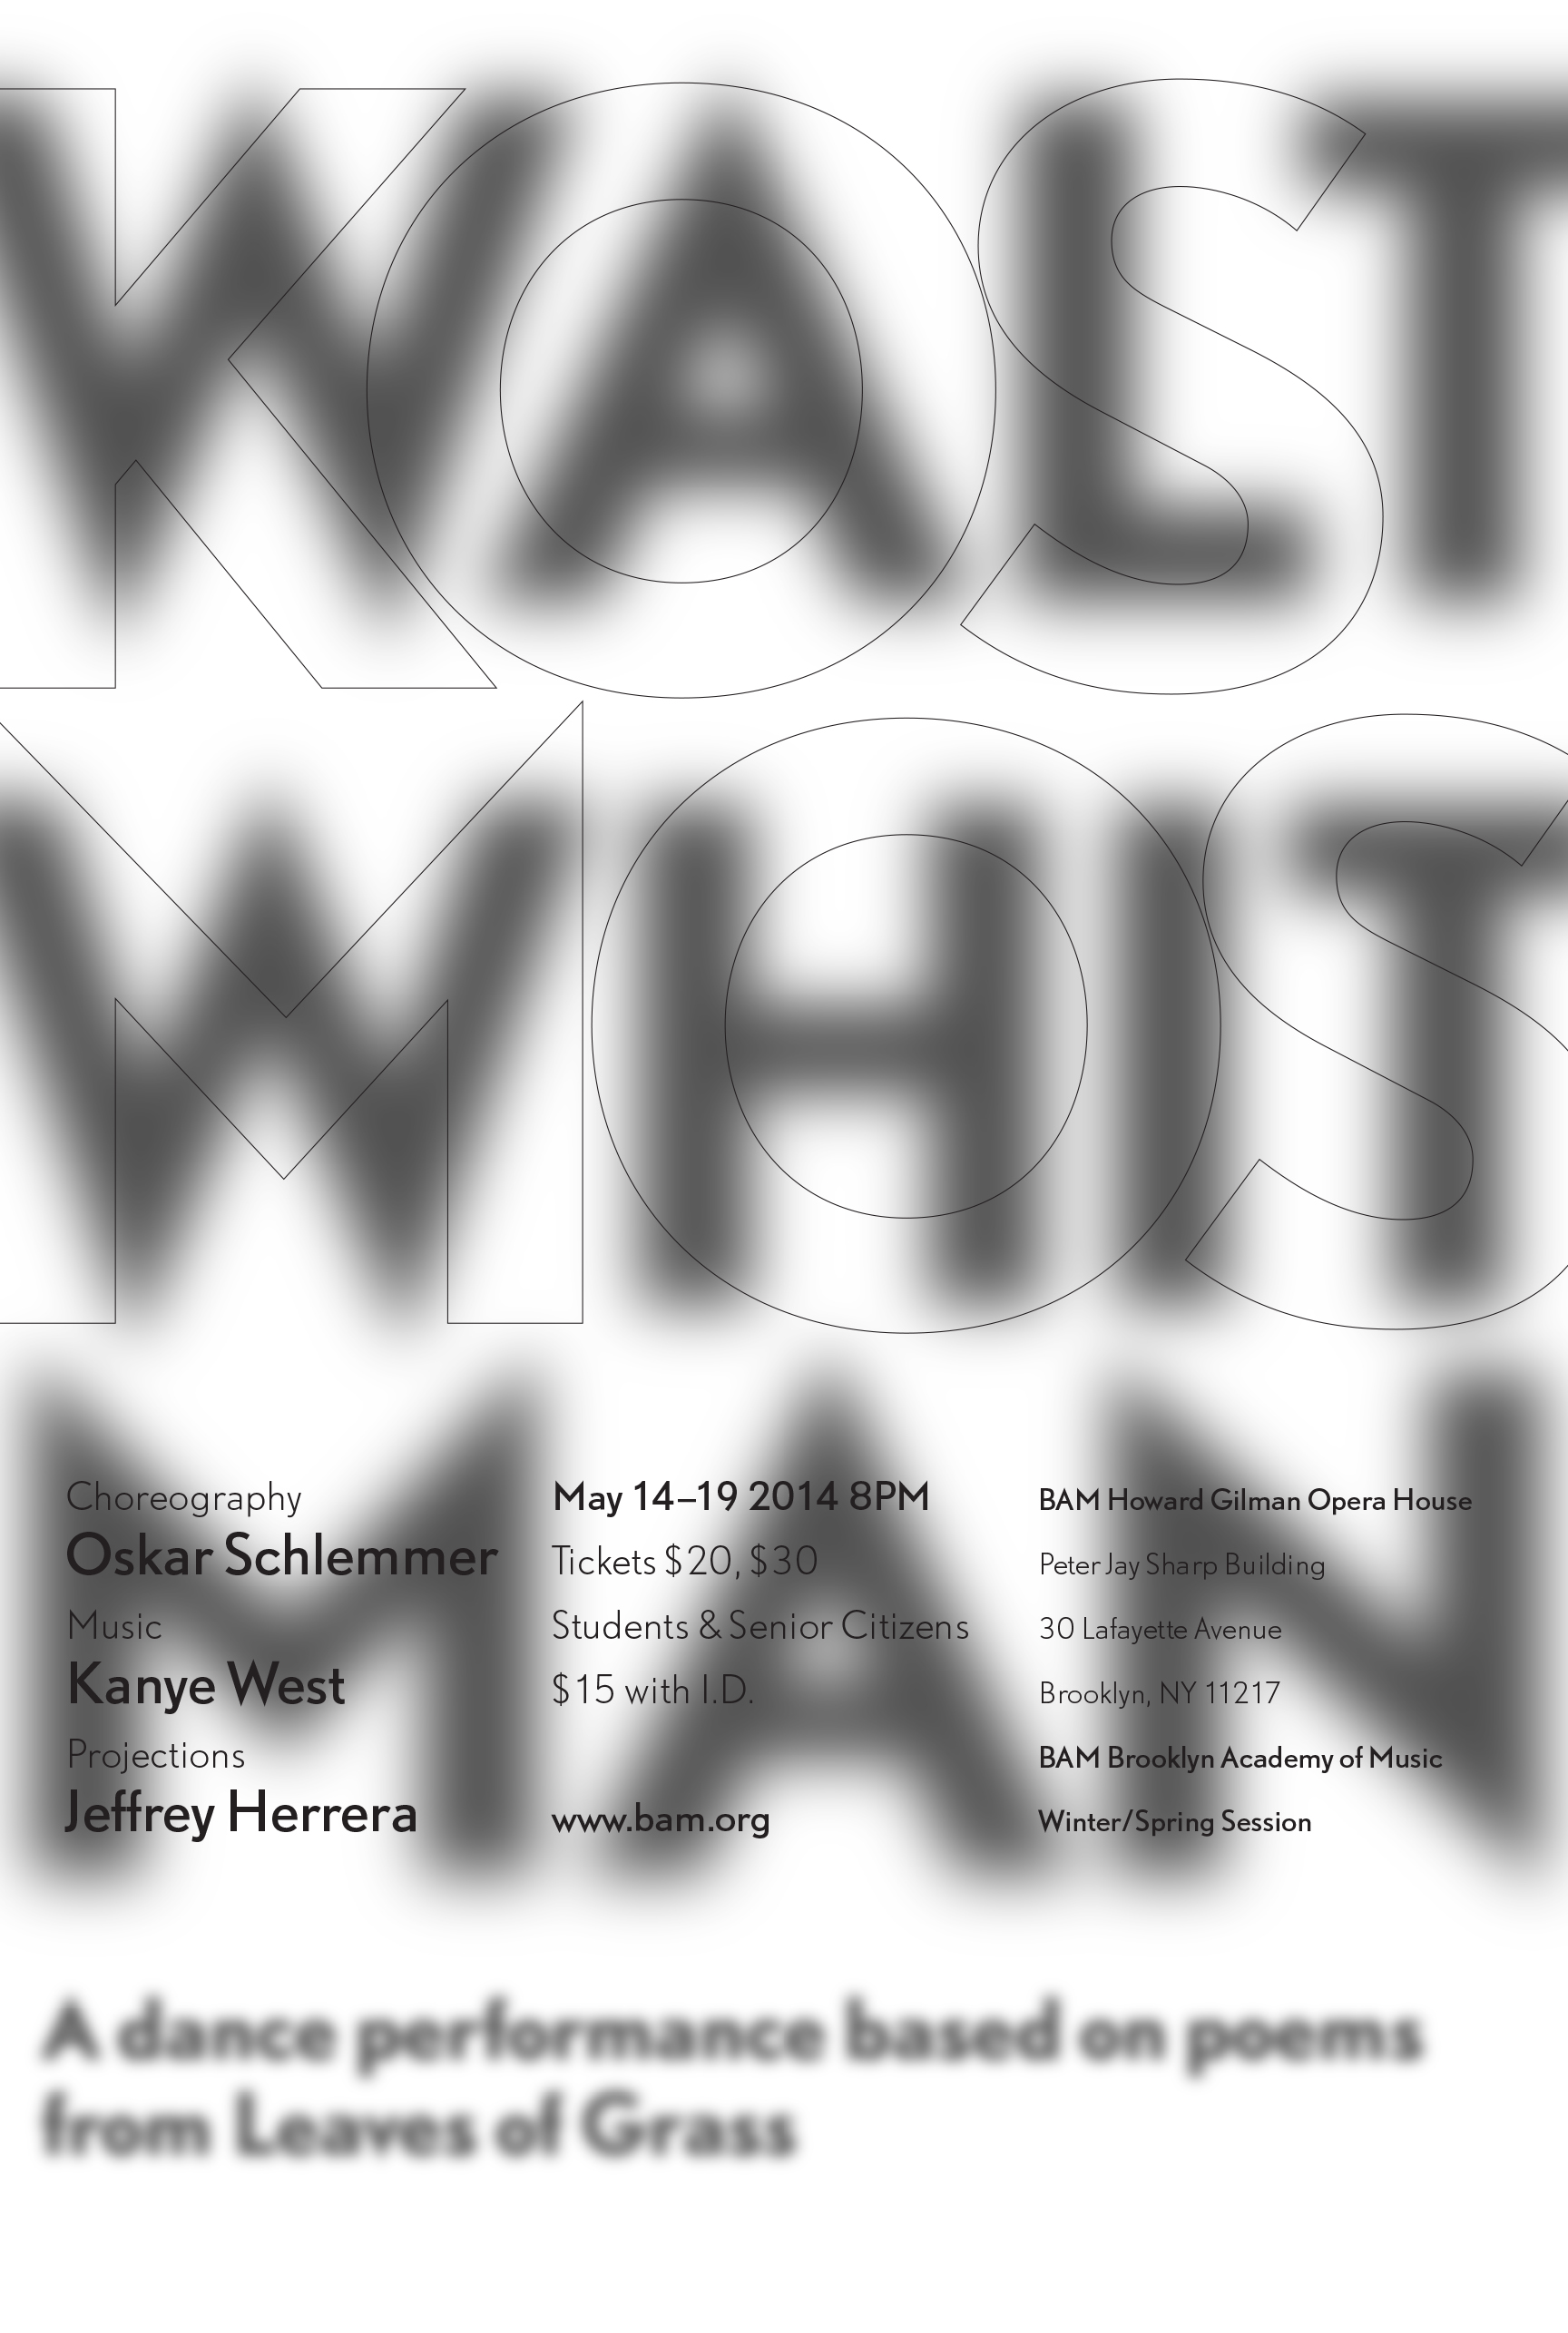 KOS
MOS
WALT
WHIT
MAN
Choreography
Oskar Schlemmer
Music
Kanye West
Projections
Jeffrey Herrera
May 14–19 2014 8PM
Tickets $20, $30
Students & Senior Citizens
$15 with I.D.
www.bam.org
BAM Howard Gilman Opera House
Peter Jay Sharp Building
30 Lafayette Avenue
Brooklyn, NY 11217
BAM Brooklyn Academy of Music
Winter/Spring Session
A dance performance based on poems
from Leaves of Grass